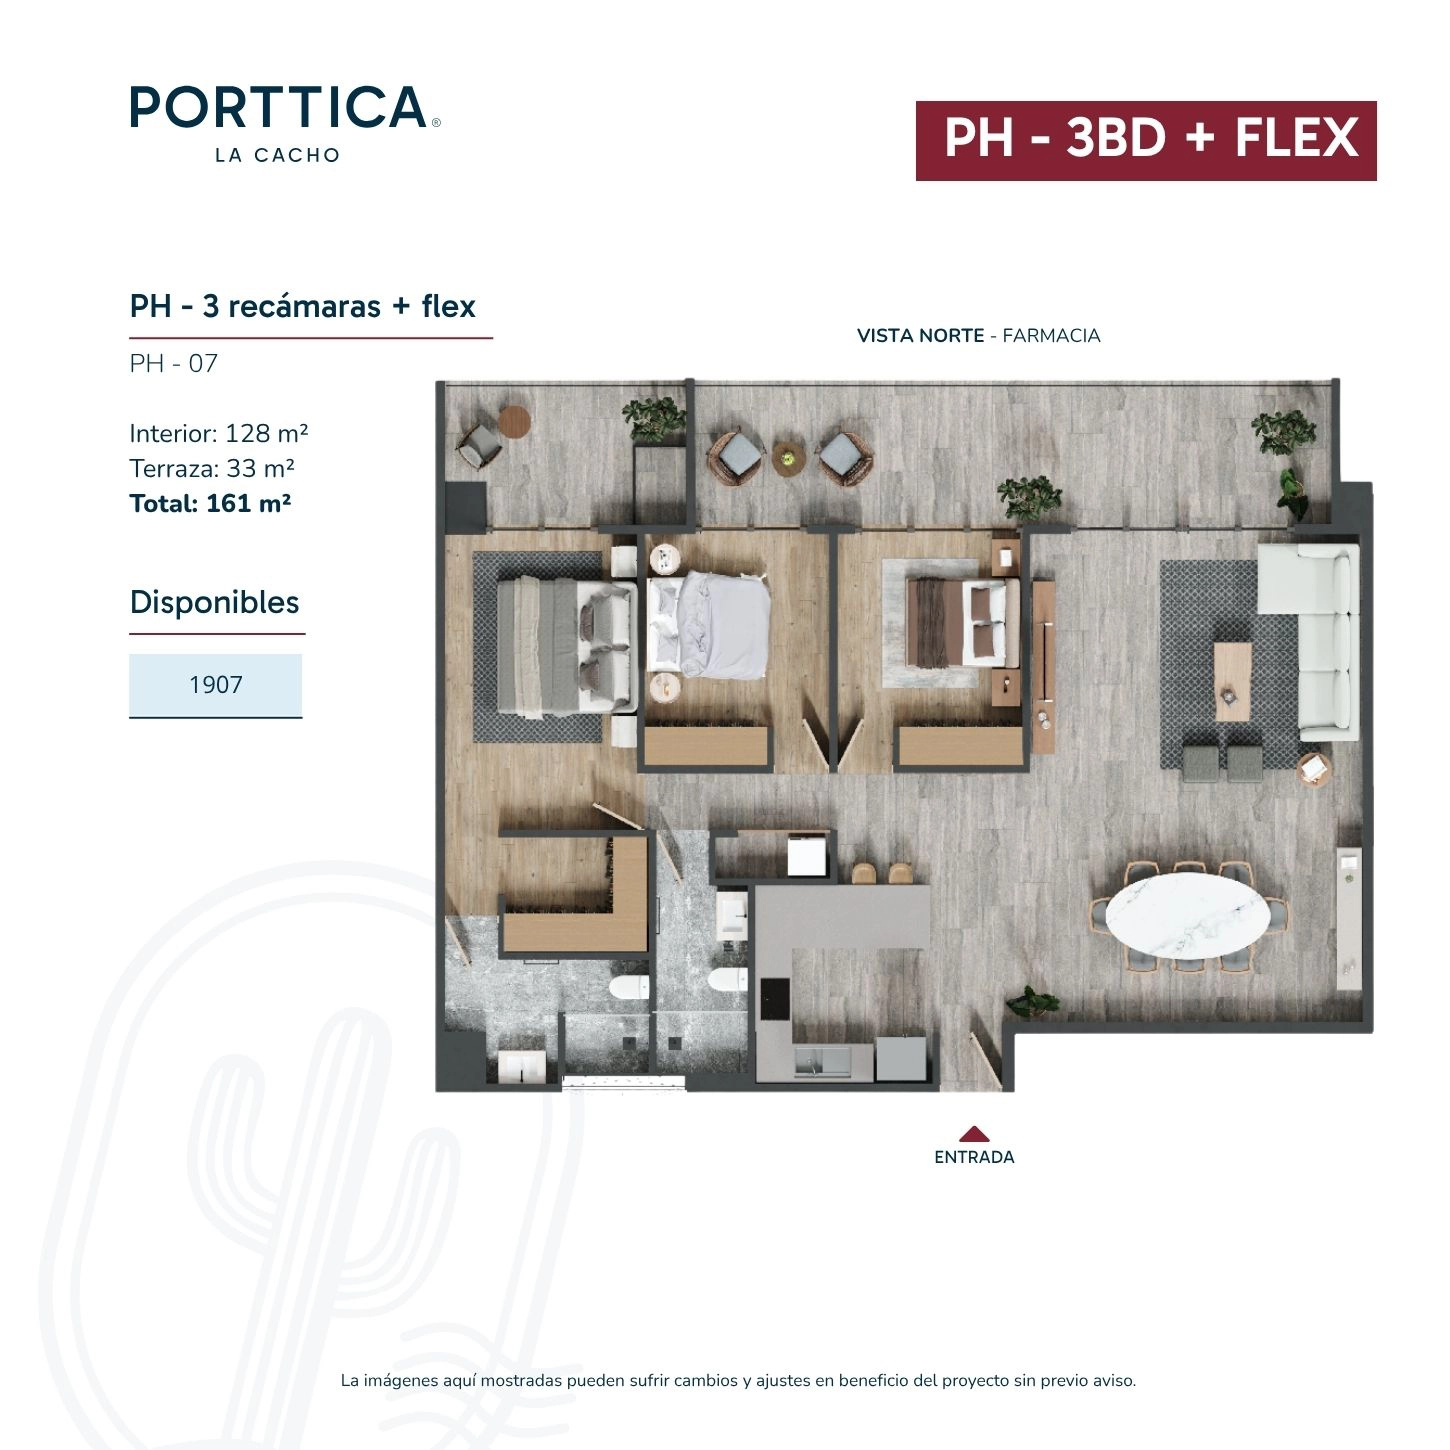 PORTTICA®
LA CACHO
PH - 3BD + FLEX
PH - 3 recámaras + flex
PH - 07
Interior: 128 m²
Terraza: 33 m²
Total: 161 m²
Disponibles
1907
VISTA NORTE - FARMACIA
ENTRADA
La imágenes aquí mostradas pueden sufrir cambios y ajustes en beneficio del proyecto sin previo aviso.